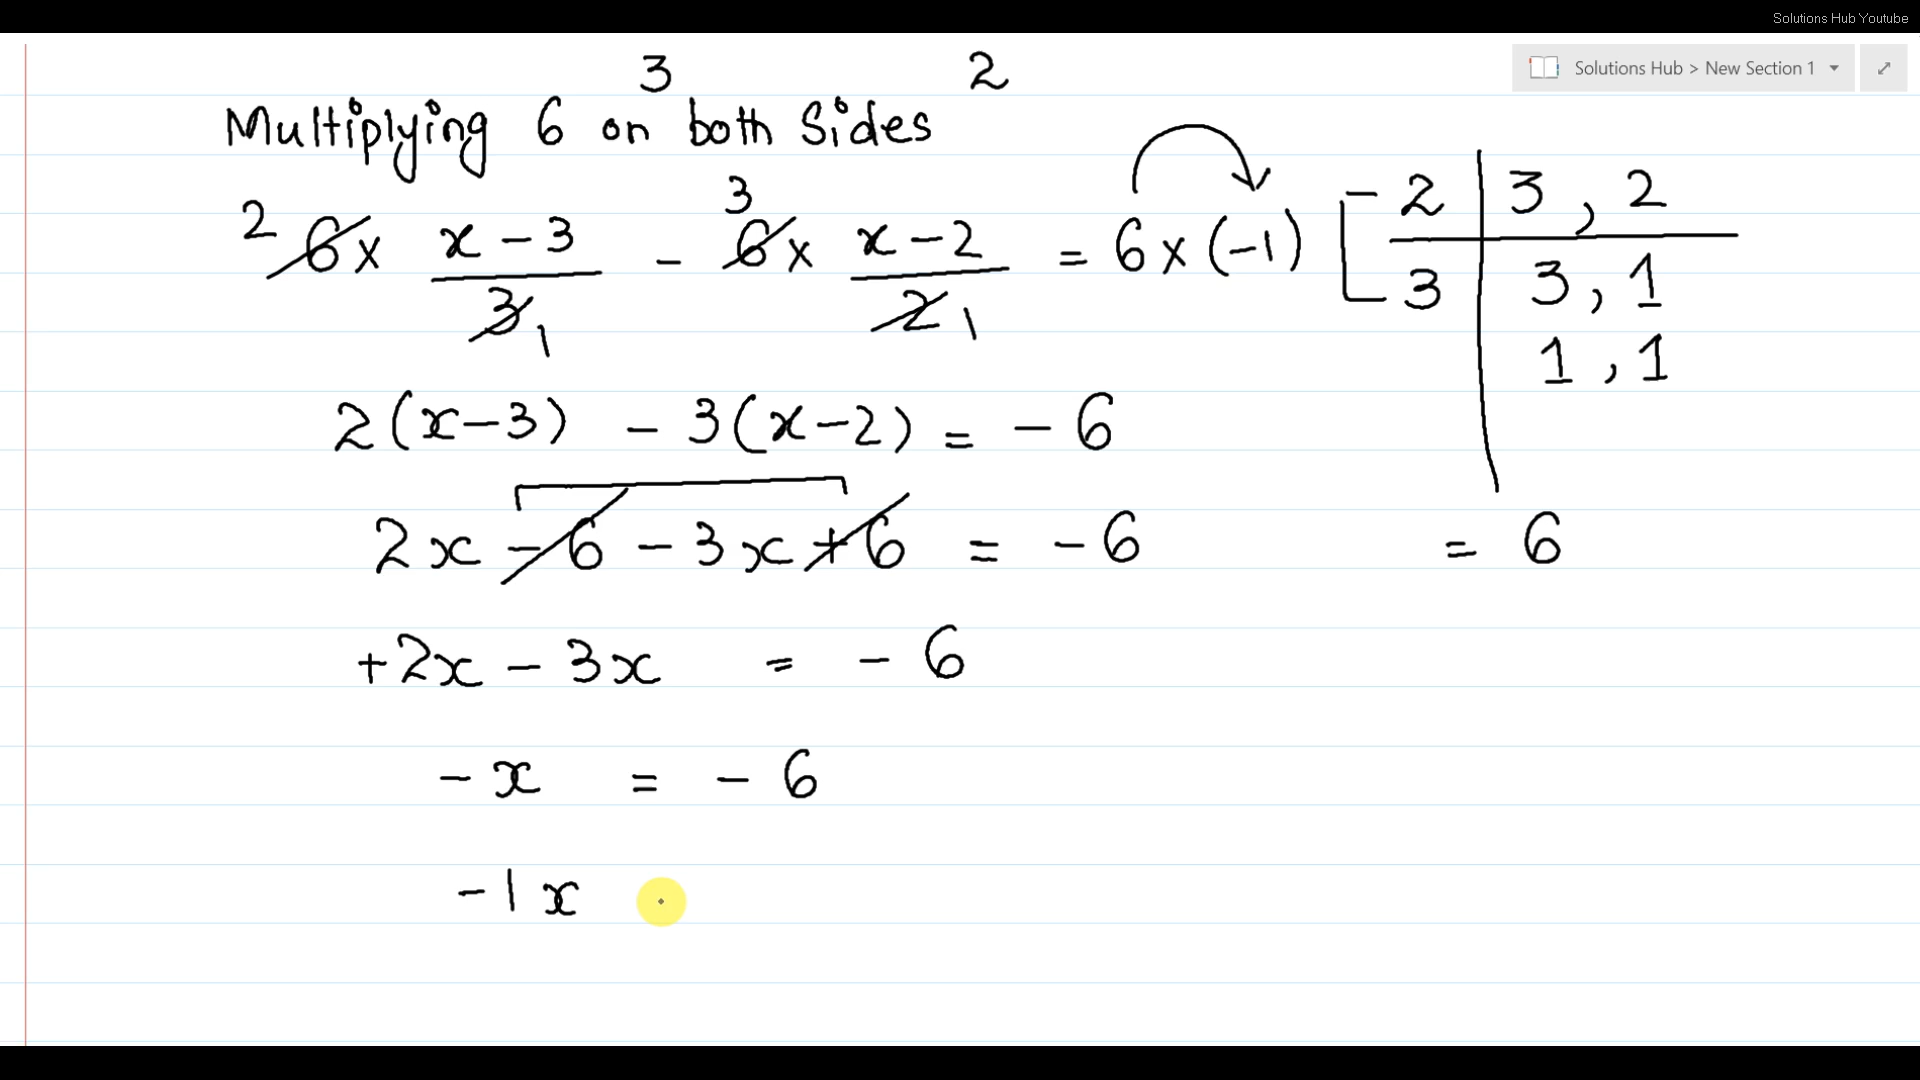 Solutions Hub Youtube
Solutions Hub > New Section 1
3 2
Multiplying 6 on both Sides
2 6 × x - 3 / 3 1 - 3 6 × x - 2 / 2 1 = 6 × (-1)
2 | 3 , 2
3 | 3 , 1
1 , 1
= 6
2(x-3) - 3(x-2) = - 6
2x - 6 - 3x + 6 = - 6
+2x - 3x = - 6
- x = - 6
-1x